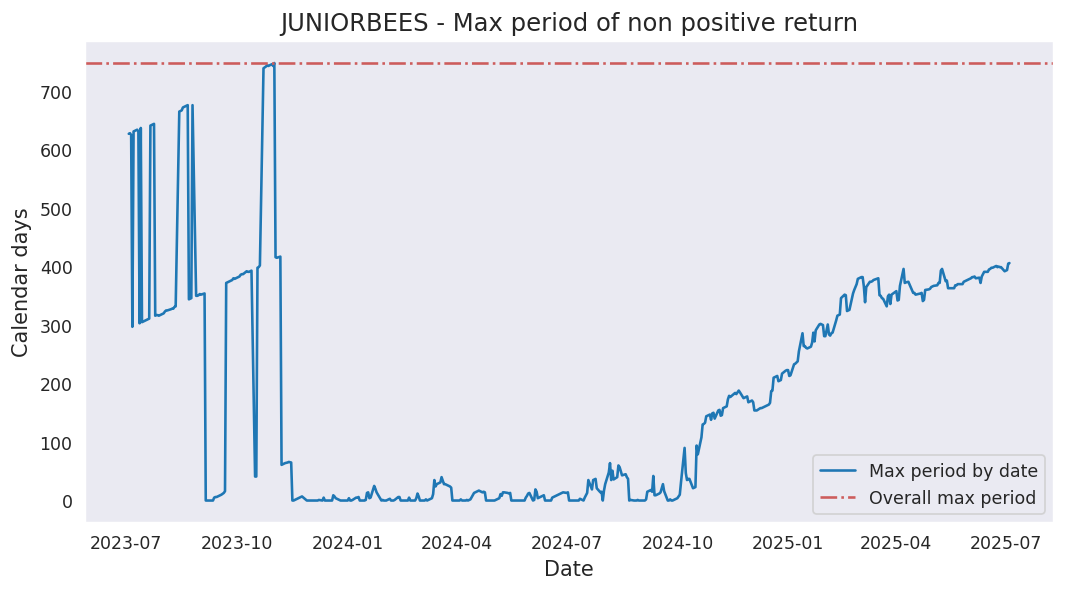 JUNIORBEES - Max period of non positive return
Calendar days
700
600
500
400
300
200
100
0
Max period by date
Overall max period
2023-07 2023-10 2024-01 2024-04 2024-07 2024-10 2025-01 2025-04 2025-07
Date